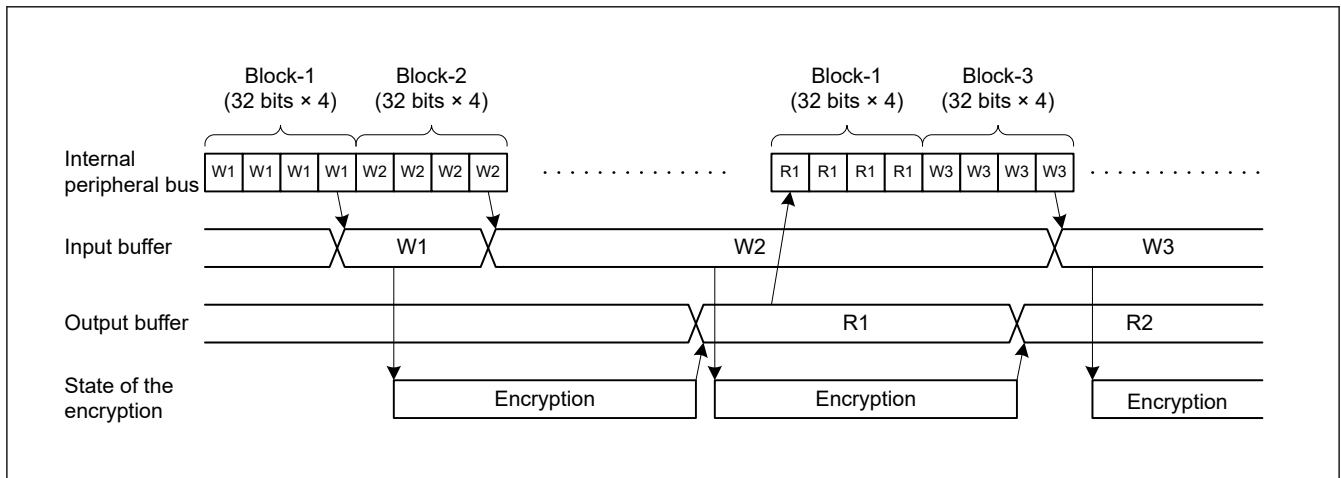 Block-1
(32 bits × 4)
Block-2
(32 bits × 4)
Block-1
(32 bits × 4)
Block-3
(32 bits × 4)
Internal
peripheral bus
W1 W1 W1 W1 W2 W2 W2 W2 . . . . . . . . . . . . . . R1 R1 R1 R1 W3 W3 W3 W3 . . . . . . . . . . . . .
Input buffer
W1
W2
W3
Output buffer
R1
R2
State of the
encryption
Encryption
Encryption
Encryption